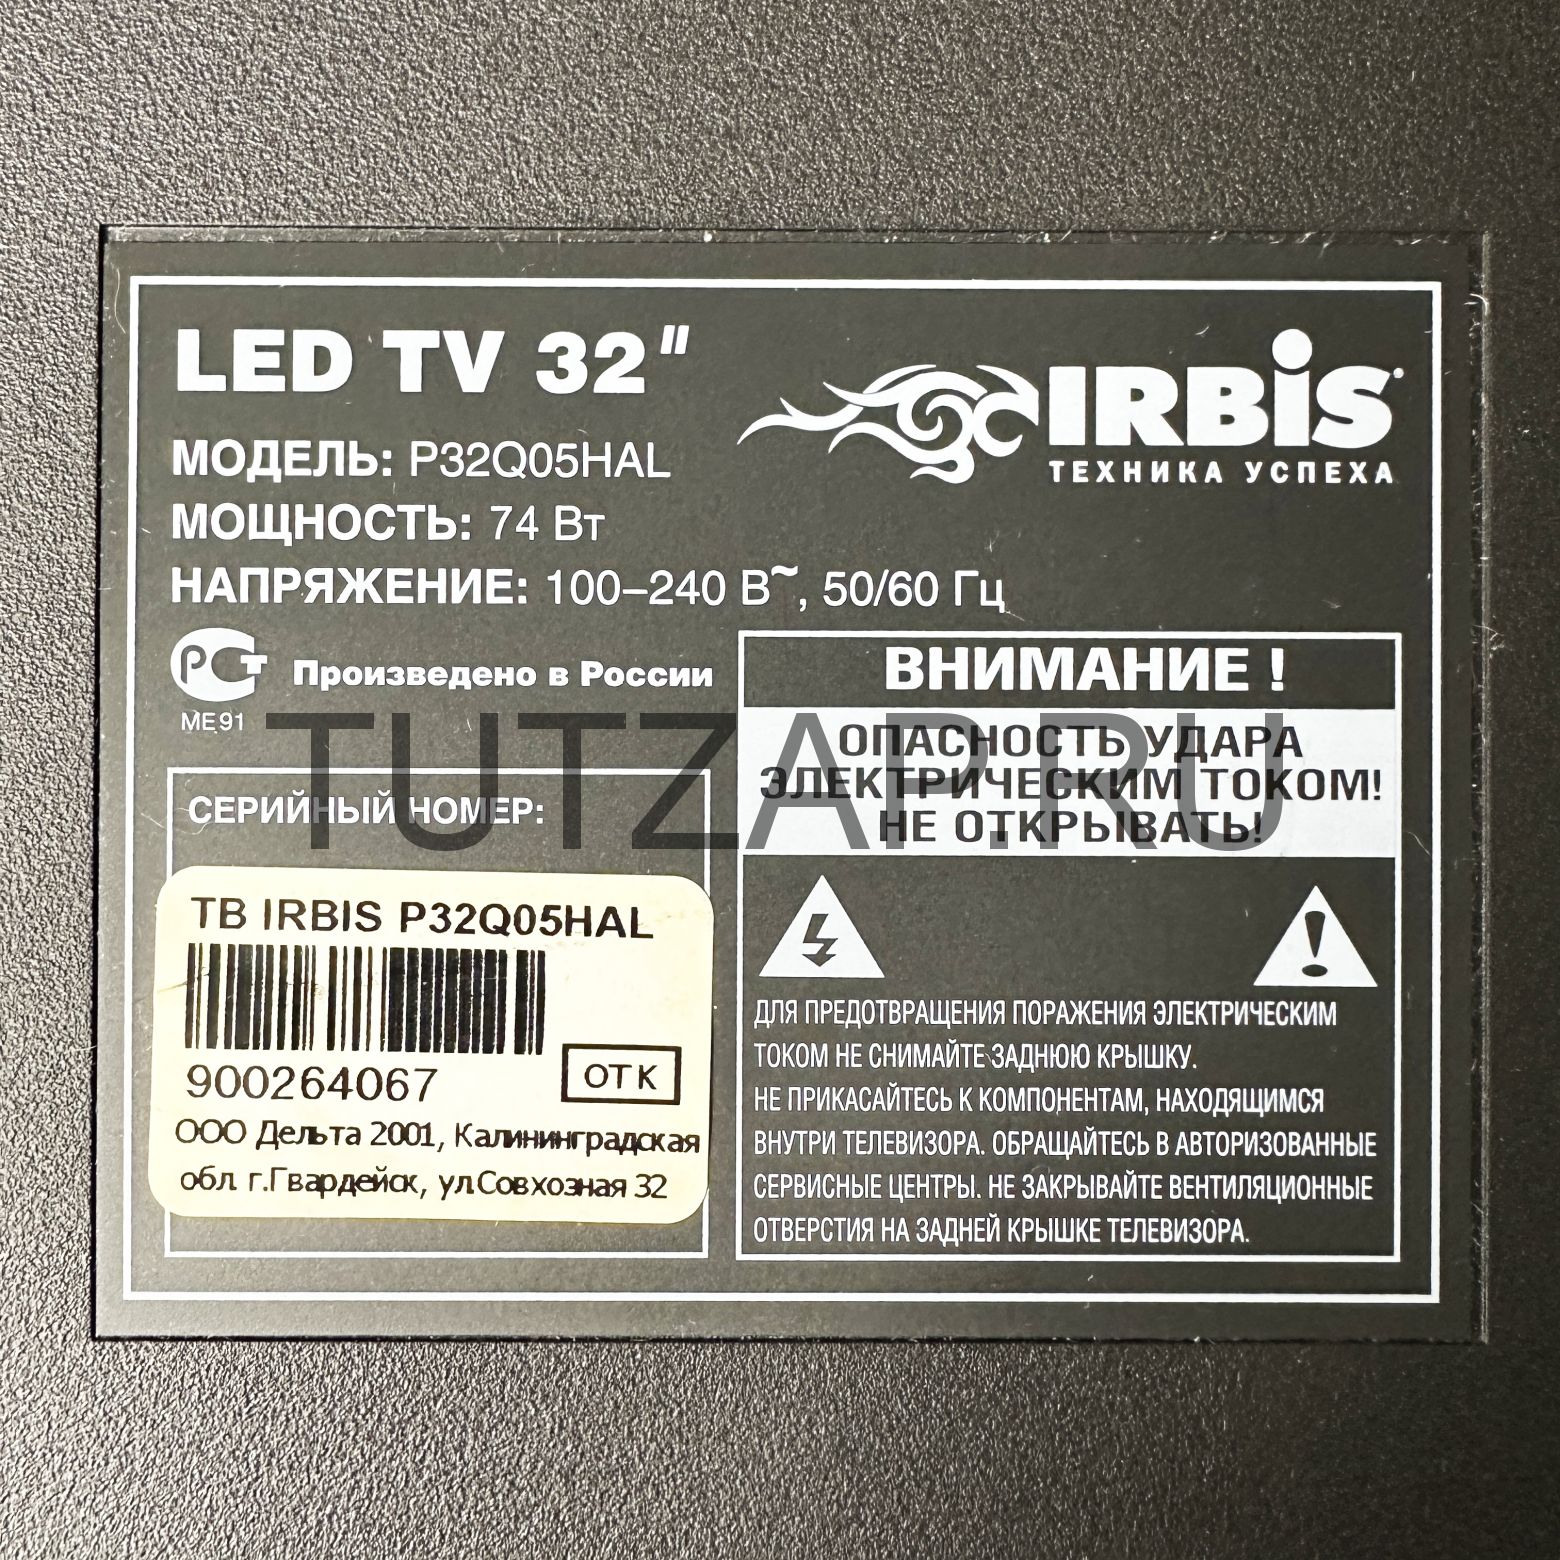 LED TV 32"
IRBIS
ТЕХНИКА УСПЕХА
МОДЕЛЬ: P32Q05HAL
МОЩНОСТЬ: 74 Вт
НАПРЯЖЕНИЕ: 100–240 В~, 50/60 Гц
РСТ Произведено в России
МЕ91
TUTZAP.RU
СЕРИЙНЫЙ НОМЕР:
ТВ IRBIS P32Q05HAL
900264067
ОТК
ООО Дельта 2001, Калининградская
обл. г.Гвардейск, ул.Совхозная 32
ВНИМАНИЕ !
ОПАСНОСТЬ УДАРА
ЭЛЕКТРИЧЕСКИМ ТОКОМ!
НЕ ОТКРЫВАТЬ!
ДЛЯ ПРЕДОТВРАЩЕНИЯ ПОРАЖЕНИЯ ЭЛЕКТРИЧЕСКИМ
ТОКОМ НЕ СНИМАЙТЕ ЗАДНЮЮ КРЫШКУ.
НЕ ПРИКАСАЙТЕСЬ К КОМПОНЕНТАМ, НАХОДЯЩИМСЯ
ВНУТРИ ТЕЛЕВИЗОРА. ОБРАЩАЙТЕСЬ В АВТОРИЗОВАННЫЕ
СЕРВИСНЫЕ ЦЕНТРЫ. НЕ ЗАКРЫВАЙТЕ ВЕНТИЛЯЦИОННЫЕ
ОТВЕРСТИЯ НА ЗАДНЕЙ КРЫШКЕ ТЕЛЕВИЗОРА.